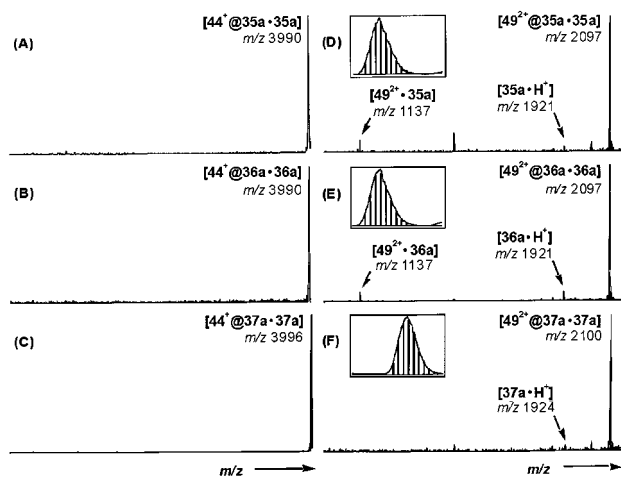 (A)
[44⁺@35a•35a]
m/z 3990
(B)
[44⁺@36a•36a]
m/z 3990
(C)
[44⁺@37a•37a]
m/z 3996
m/z
(D)
[49²⁺@35a•35a]
m/z 2097
[49²⁺•35a]
m/z 1137
[35a•H⁺]
m/z 1921
(E)
[49²⁺@36a•36a]
m/z 2097
[49²⁺•36a]
m/z 1137
[36a•H⁺]
m/z 1921
(F)
[49²⁺@37a•37a]
m/z 2100
[37a•H⁺]
m/z 1924
m/z